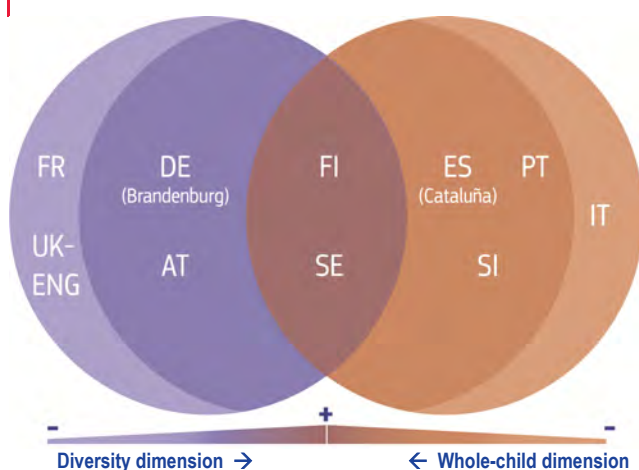 FR
DE
(Brandenburg)
FI
ES
(Cataluña)
PT
IT
UK-
ENG
AT
SE
SI
- + -
Diversity dimension → ← Whole-child dimension